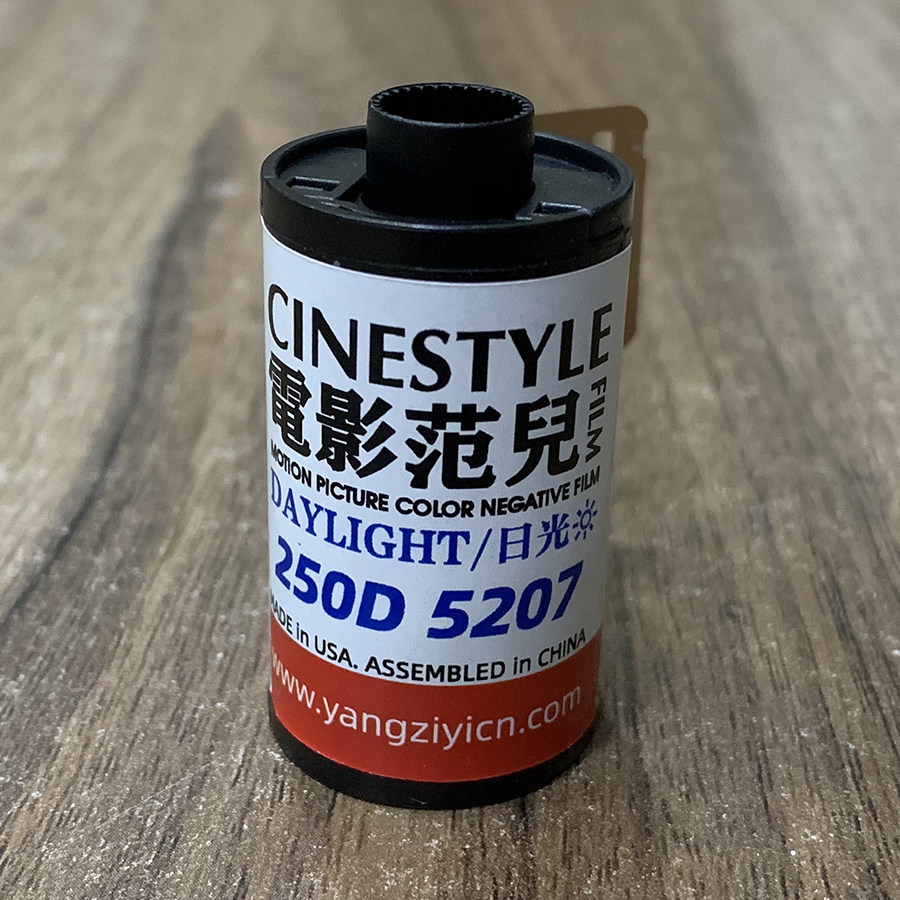 CINESTYLE
FILM
電影范兒
MOTION PICTURE COLOR NEGATIVE FILM
DAYLIGHT/日光
250D 5207
MADE in USA. ASSEMBLED in CHINA
www.yangziyicn.com